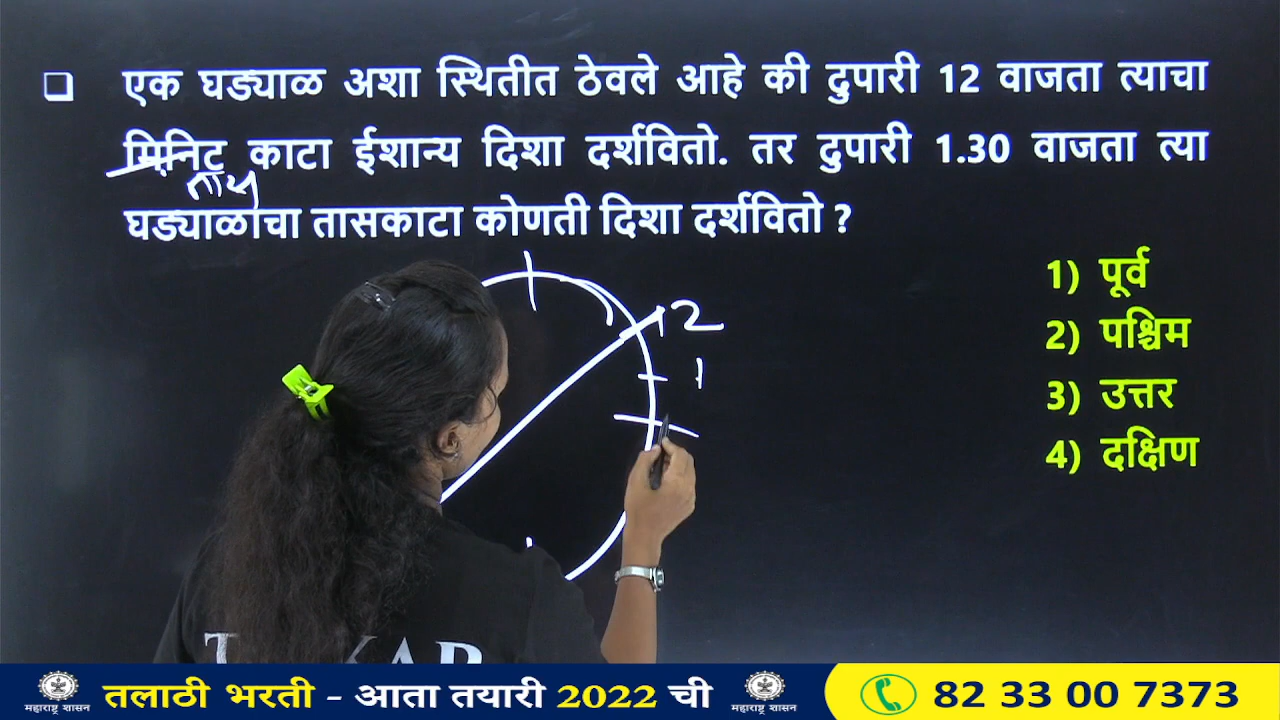 एक घड्याळ अशा स्थितीत ठेवले आहे की दुपारी 12 वाजता त्याचा
मिनिट काटा ईशान्य दिशा दर्शवितो. तर दुपारी 1.30 वाजता त्या
तास
घड्याळाचा तासकाटा कोणती दिशा दर्शवितो ?
1) पूर्व
2) पश्चिम
3) उत्तर
4) दक्षिण
12
1
महाराष्ट्र शासन तलाठी भरती - आता तयारी 2022 ची महाराष्ट्र शासन 82 33 00 7373